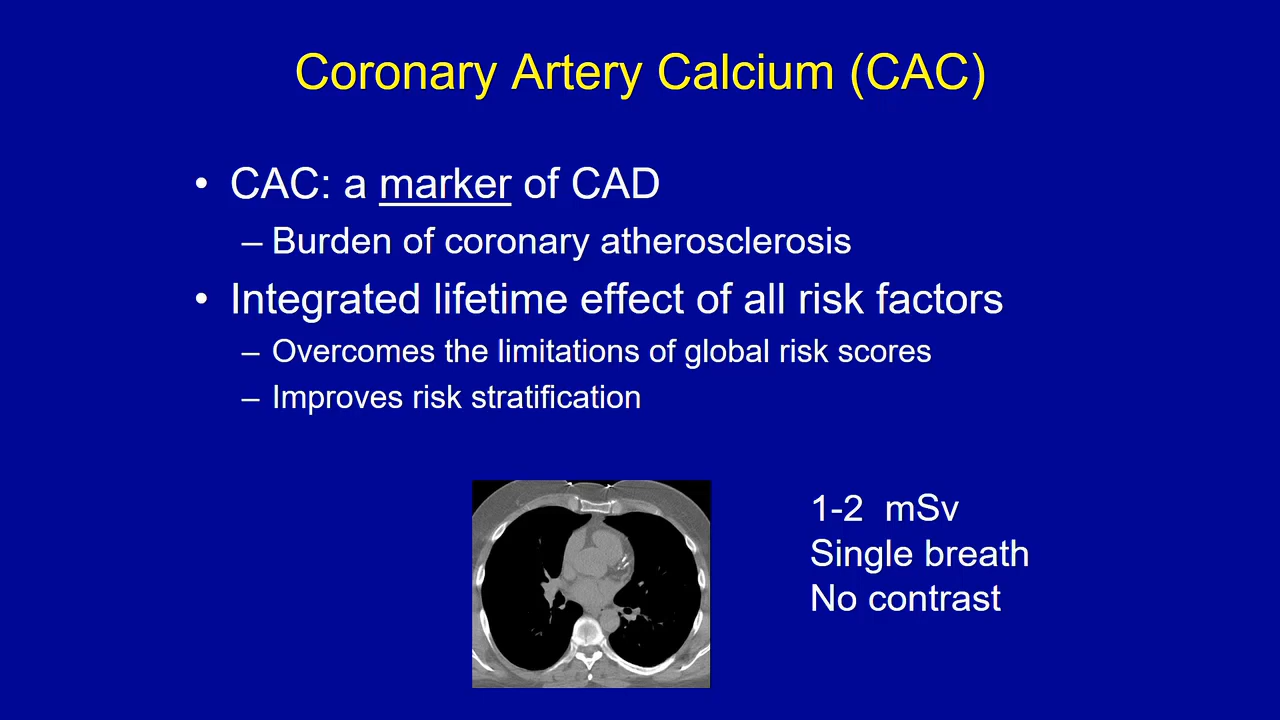 Coronary Artery Calcium (CAC)
• CAC: a marker of CAD
– Burden of coronary atherosclerosis
• Integrated lifetime effect of all risk factors
– Overcomes the limitations of global risk scores
– Improves risk stratification
1-2 mSv
Single breath
No contrast